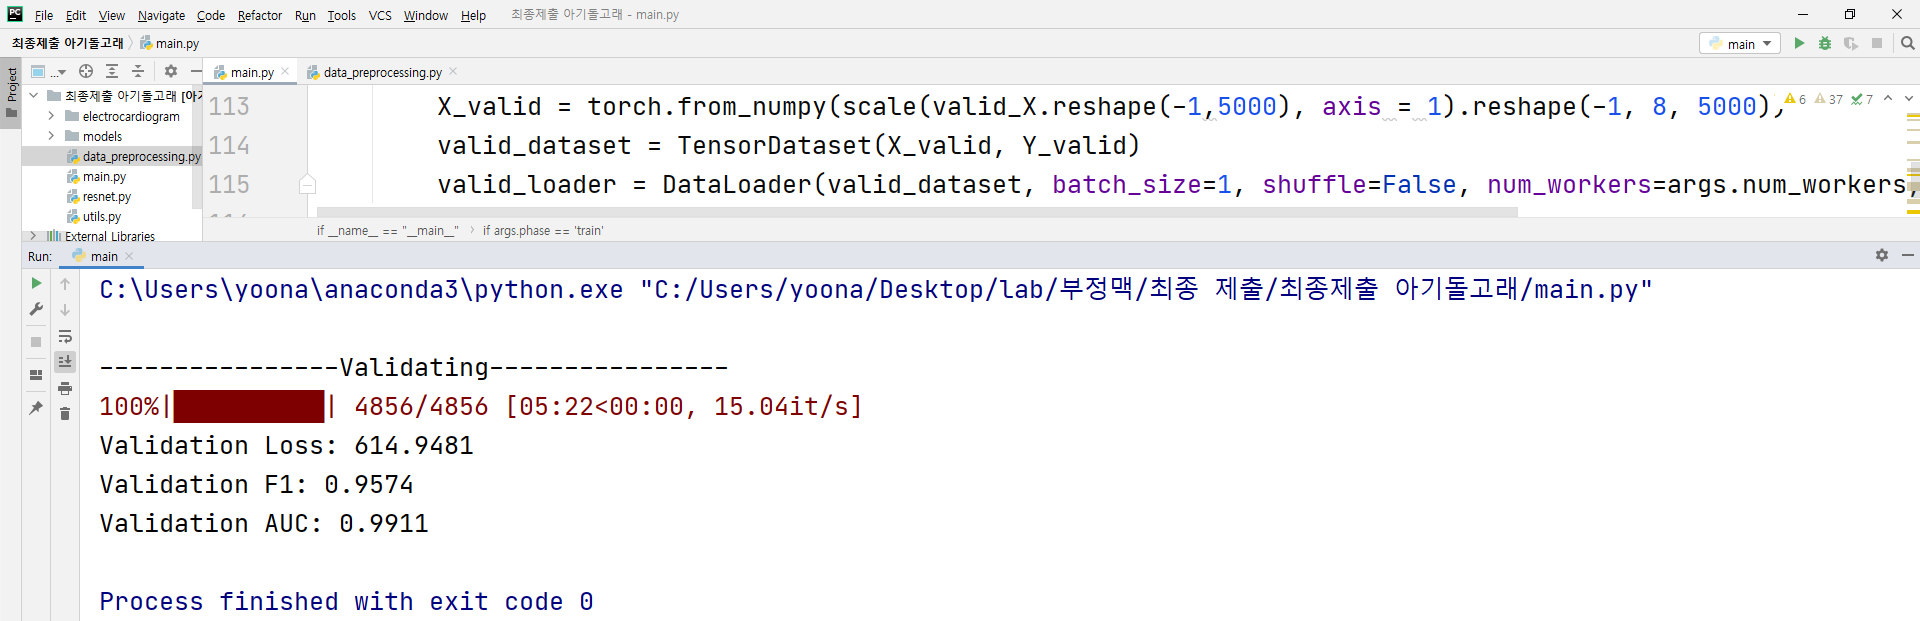 PC File Edit View Navigate Code Refactor Run Tools VCS Window Help 최종제출 아기돌고래 - main.py
최종제출 아기돌고래 main.py main
Project
... main.py data_preprocessing.py
최종제출 아기돌고래
electrocardiogram
models
data_preprocessing.py
main.py
resnet.py
utils.py
External Libraries
113 X_valid = torch.from_numpy(scale(valid_X.reshape(-1,5000), axis = 1).reshape(-1, 8, 5000),
6 37 7
114 valid_dataset = TensorDataset(X_valid, Y_valid)
115 valid_loader = DataLoader(valid_dataset, batch_size=1, shuffle=False, num_workers=args.num_workers,
if __name__ == "__main__" if args.phase == 'train'
Run: main
C:\Users\yoona\anaconda3\python.exe "C:/Users/yoona/Desktop/lab/부정맥/최종 제출/최종제출 아기돌고래/main.py"
----------------Validating----------------
100%|██████████| 4856/4856 [05:22<00:00, 15.04it/s]
Validation Loss: 614.9481
Validation F1: 0.9574
Validation AUC: 0.9911
Process finished with exit code 0